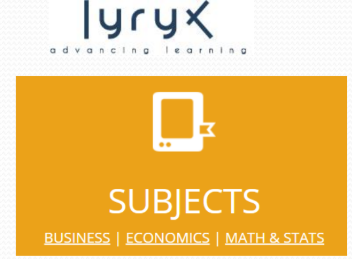 lyryx
advancing learning
SUBJECTS
BUSINESS | ECONOMICS | MATH & STATS